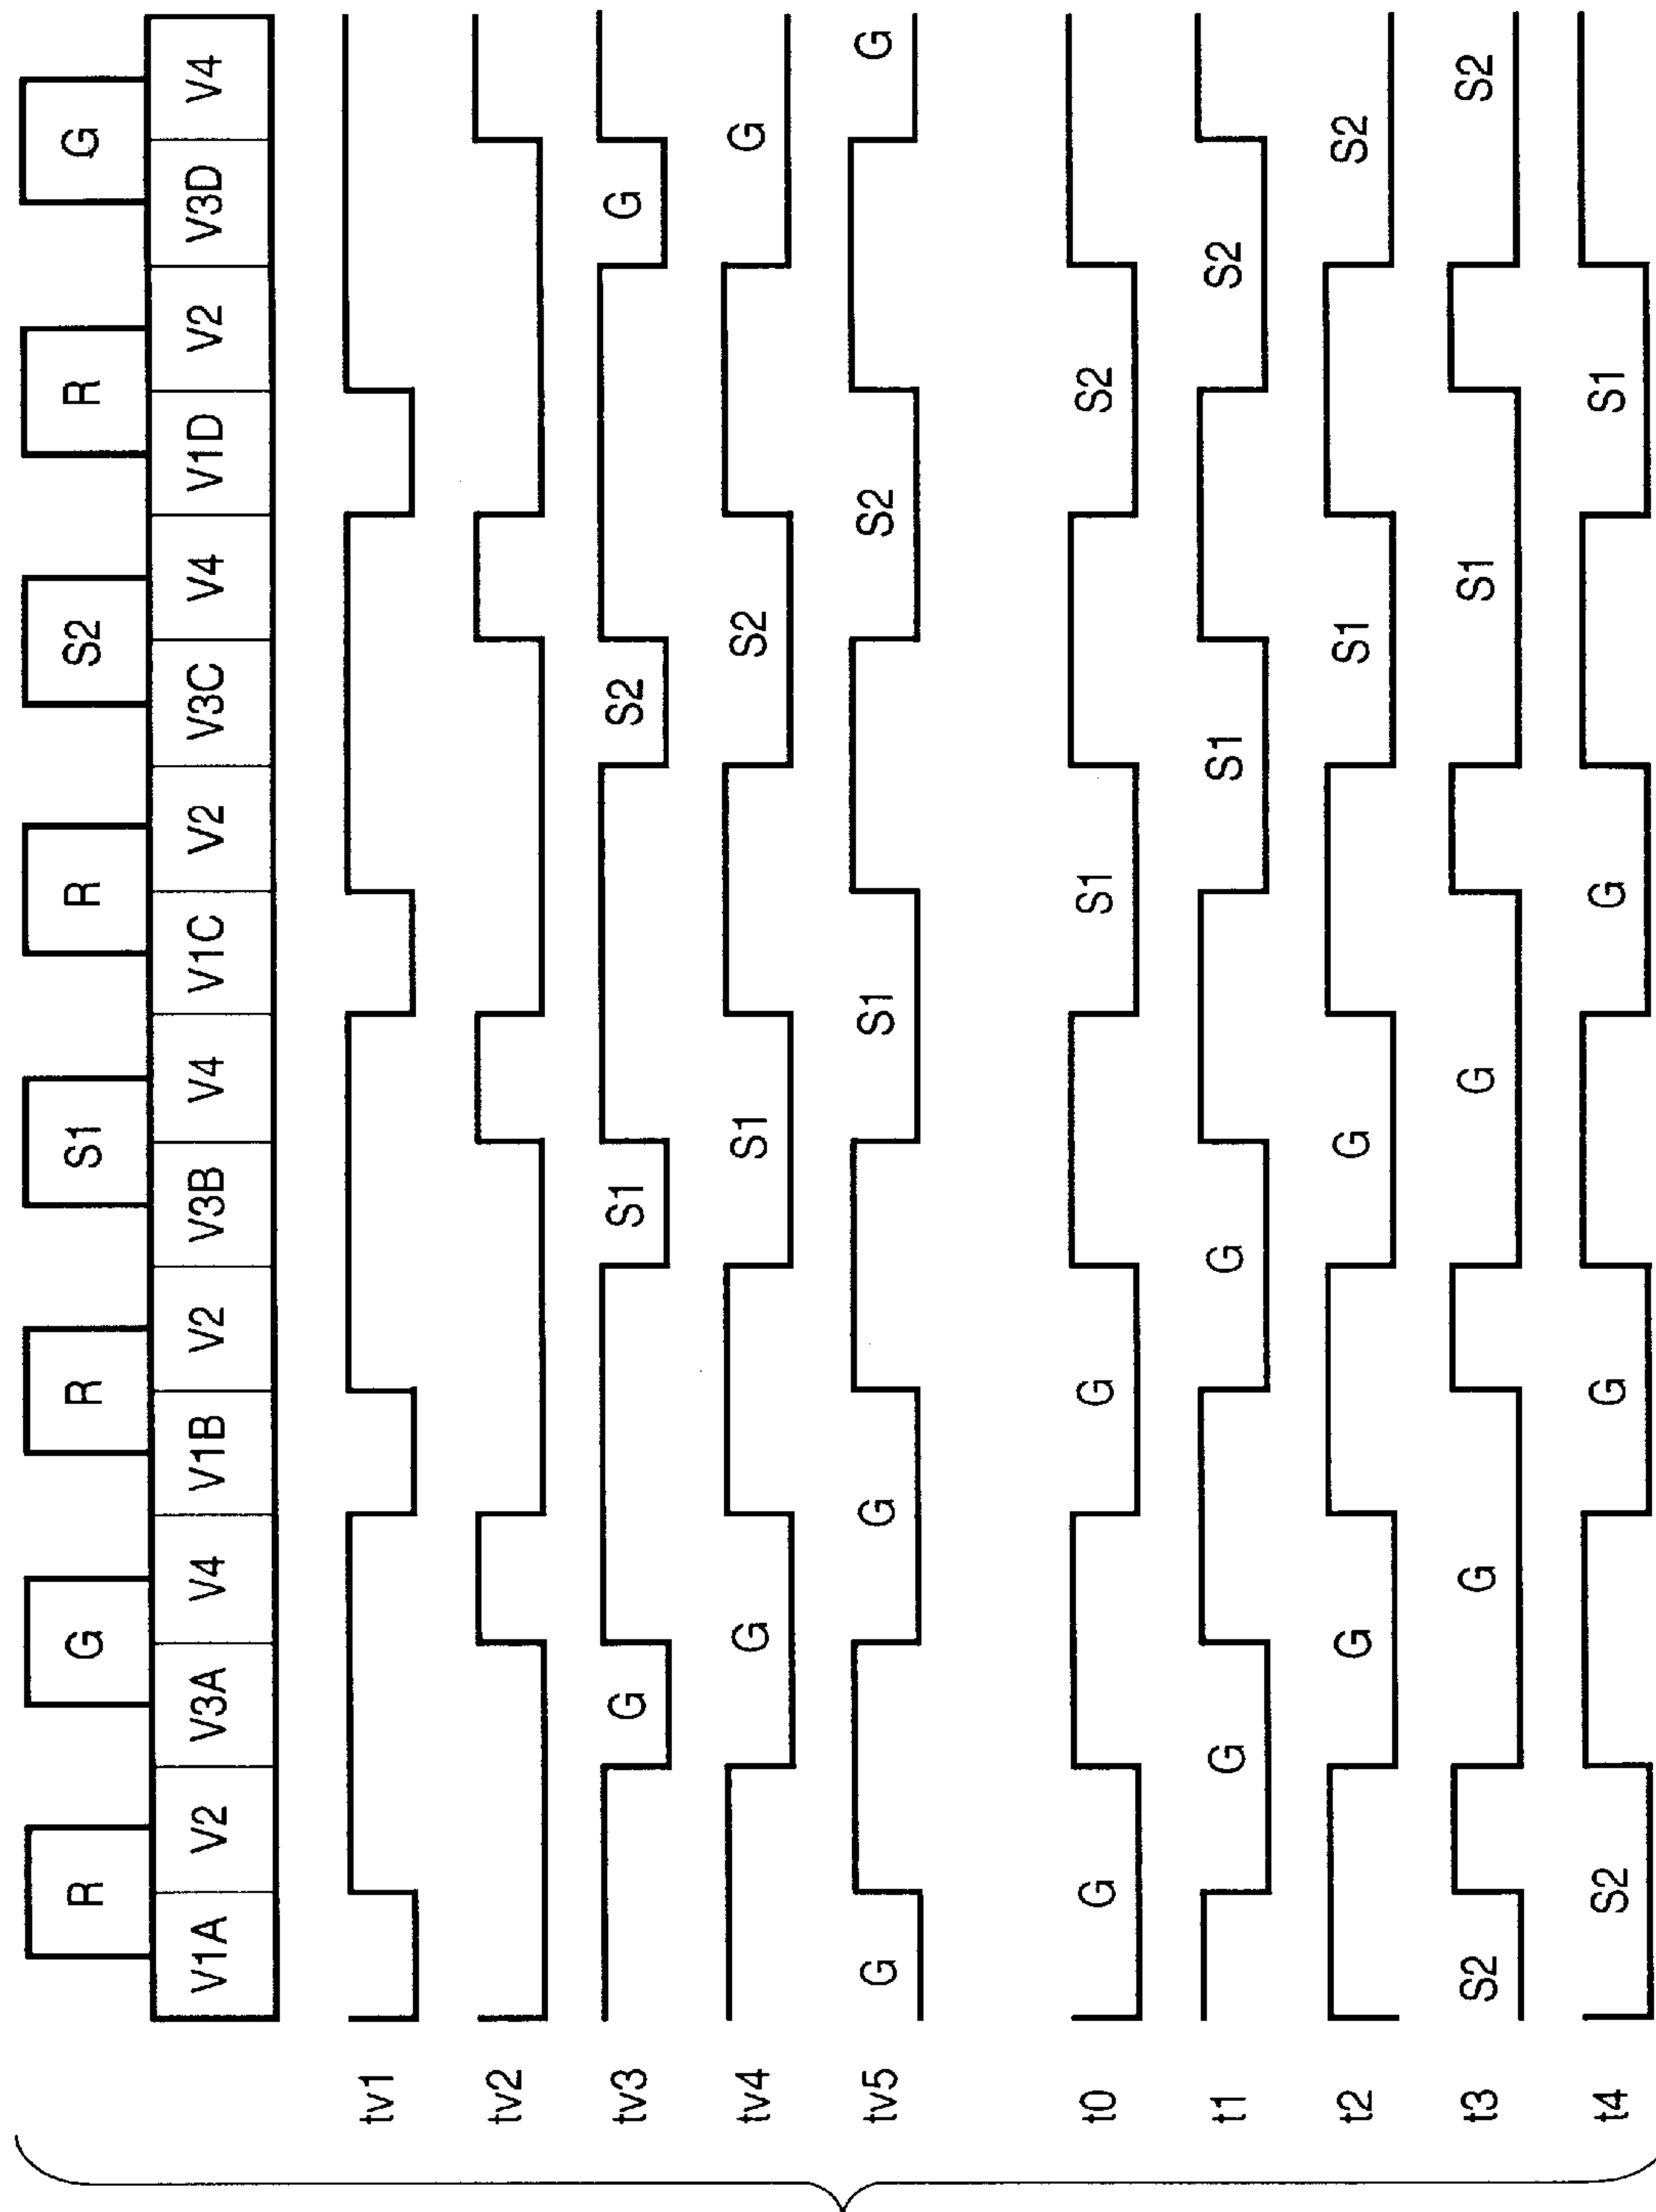 R G R S1 R S2 R G
V1A V2 V3A V4 V1B V2 V3B V4 V1C V2 V3C V4 V1D V2 V3D V4
tv1
tv2
tv3 G S1 S2 G
tv4 G S1 S2 G
tv5 G G S1 S2 G
t0 G G S1 S2
t1 G G S1 S2
t2 G G S1 S2
t3 S2 G G S1 S2
t4 S2 G G S1